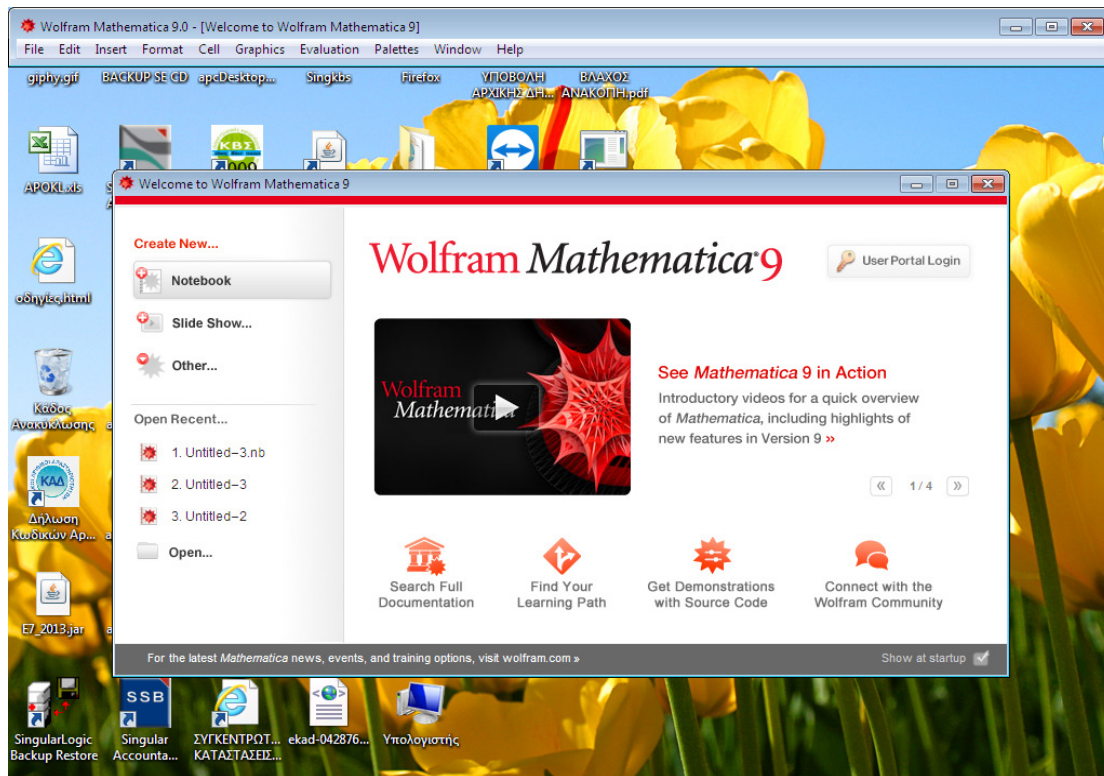 Wolfram Mathematica 9.0 - [Welcome to Wolfram Mathematica 9]
File Edit Insert Format Cell Graphics Evaluation Palettes Window Help
giphy.gif BACKUP SE CD apcDesktop... Singkbs Firefox ΥΠΟΒΟΛΗ ΒΛΑΧΟΣ
ΑΡΧΙΚΗΣ ΔΗ... ΑΝΑΚΟΠΗ.pdf
ΚΒΣ
APOKL.xls
Welcome to Wolfram Mathematica 9
Create New...
Notebook
Slide Show...
Other...
Open Recent...
1. Untitled-3.nb
2. Untitled-3
3. Untitled-2
Open...
Wolfram Mathematica 9
User Portal Login
Wolfram
Mathematica
See Mathematica 9 in Action
Introductory videos for a quick overview
of Mathematica, including highlights of
new features in Version 9 »
« 1 / 4 »
Search Full
Documentation
Find Your
Learning Path
Get Demonstrations
with Source Code
Connect with the
Wolfram Community
For the latest Mathematica news, events, and training options, visit wolfram.com »
Show at startup
οδηγίες.html
Κάδος
Ανακύκλωσης
ΚΑΔ
Δήλωση
Κωδικών Αρ...
E7_2013.jar
SingularLogic
Backup Restore
SSB
Singular
Accounta...
ΣΥΓΚΕΝΤΡΩΤ...
ΚΑΤΑΣΤΑΣΕΙΣ...
ekad-042876...
Υπολογιστής